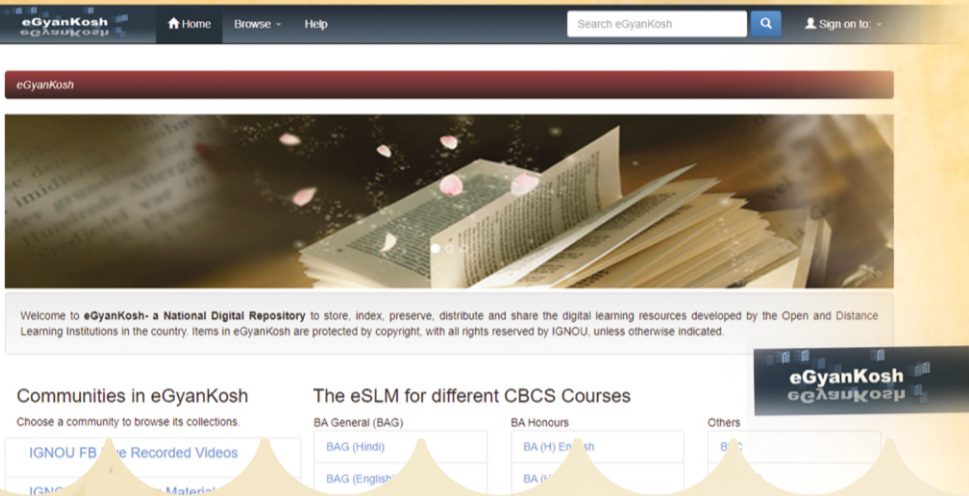 eGyanKosh
Home Browse Help Search eGyanKosh Sign on to:
eGyanKosh
Welcome to eGyanKosh- a National Digital Repository to store, index, preserve, distribute and share the digital learning resources developed by the Open and Distance
Learning Institutions in the country. Items in eGyanKosh are protected by copyright, with all rights reserved by IGNOU, unless otherwise indicated.
eGyanKosh
Communities in eGyanKosh
Choose a community to browse its collections.
IGNOU FB Recorded Videos
The eSLM for different CBCS Courses
BA General (BAG)
BAG (Hindi)
BAG (English
BA Honours
BA (H)
Others